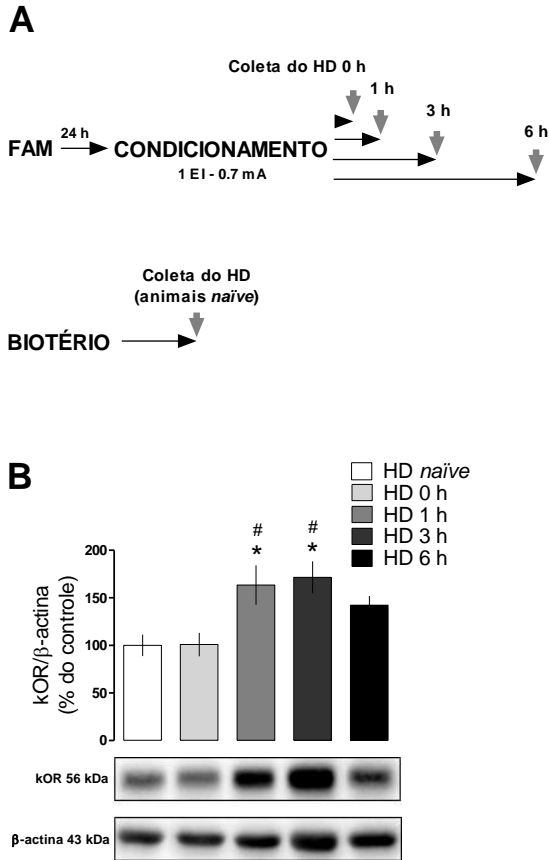 A
Coleta do HD 0 h
1 h
3 h
6 h
24 h
FAM
CONDICIONAMENTO
1 EI - 0.7 mA
Coleta do HD
(animais naïve)
BIOTÉRIO
B
HD naïve
HD 0 h
HD 1 h
HD 3 h
HD 6 h
# #
* *
200
150
100
50
0
kOR/β-actina
(% do controle)
kOR 56 kDa
β-actina 43 kDa